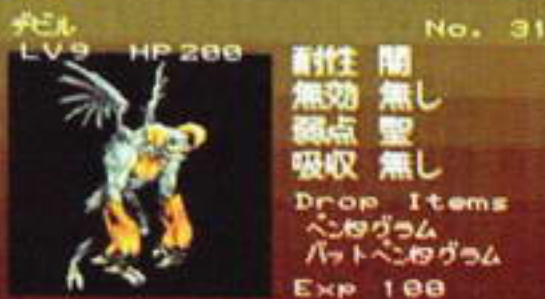 デビル No. 31
LV9 HP200
耐性 闇
無効 無し
弱点 聖
吸収 無し
Drop Items
ペンタグラム
バットペンタグラム
Exp 100